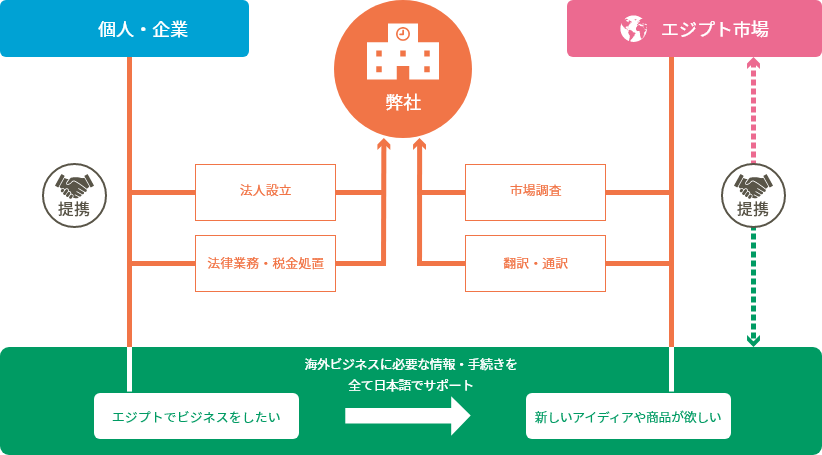 個人・企業
弊社
エジプト市場
提携
法人設立
市場調査
提携
法律業務・税金処置
翻訳・通訳
海外ビジネスに必要な情報・手続きを
全て日本語でサポート
エジプトでビジネスをしたい
新しいアイディアや商品が欲しい